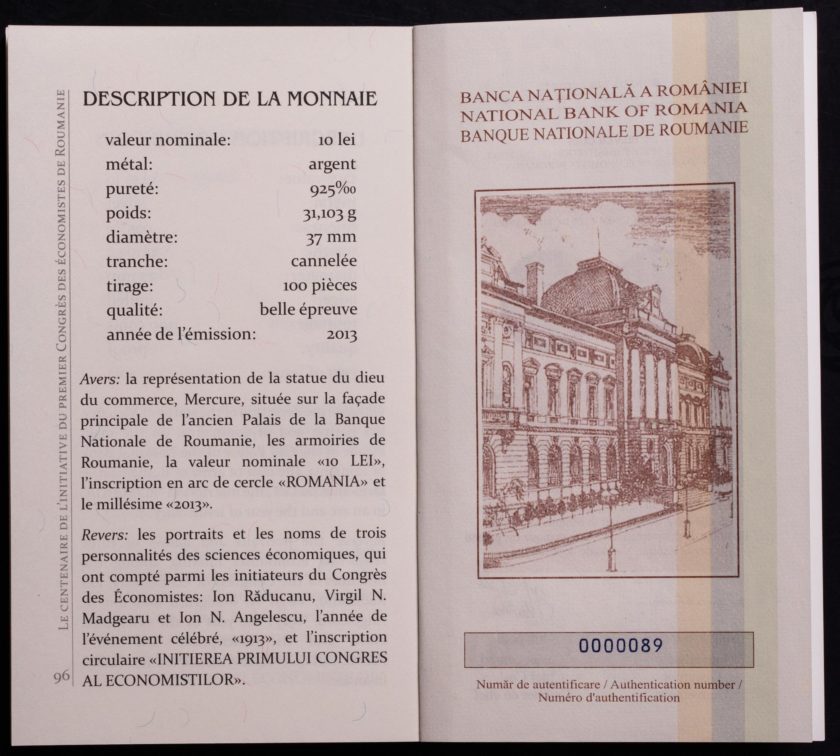 LE CENTENAIRE DE L'INITIATIVE DU PREMIER CONGRÈS DES ÉCONOMISTES DE ROUMANIE
DESCRIPTION DE LA MONNAIE
valeur nominale: 10 lei
métal: argent
pureté: 925‰
poids: 31,103 g
diamètre: 37 mm
tranche: cannelée
tirage: 100 pièces
qualité: belle épreuve
année de l'émission: 2013
Avers: la représentation de la statue du dieu
du commerce, Mercure, située sur la façade
principale de l'ancien Palais de la Banque
Nationale de Roumanie, les armoiries de
Roumanie, la valeur nominale «10 LEI»,
l'inscription en arc de cercle «ROMANIA» et
le millésime «2013».
Revers: les portraits et les noms de trois
personnalités des sciences économiques, qui
ont compté parmi les initiateurs du Congrès
des Économistes: Ion Răducanu, Virgil N.
Madgearu et Ion N. Angelescu, l'année de
l'événement célébré, «1913», et l'inscription
circulaire «INITIEREA PRIMULUI CONGRES
AL ECONOMISTILOR».
96
BANCA NAȚIONALĂ A ROMÂNIEI
NATIONAL BANK OF ROMANIA
BANQUE NATIONALE DE ROUMANIE
0000089
Număr de autentificare / Authentication number /
Numéro d'authentification